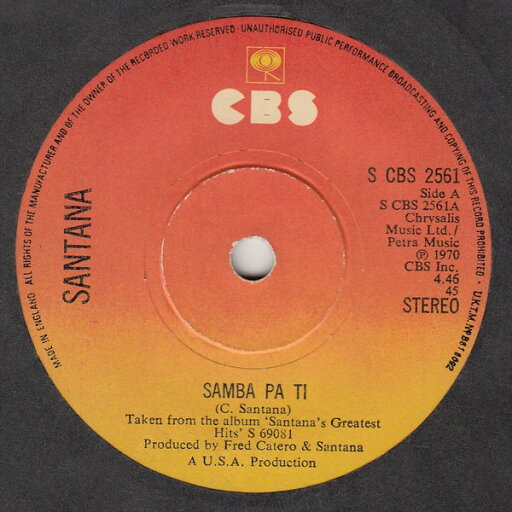 ALL RIGHTS OF THE MANUFACTURER AND OF THE OWNER OF THE RECORDED WORK RESERVED · UNAUTHORISED PUBLIC PERFORMANCE BROADCASTING AND COPYING OF THIS RECORD PROHIBITED · U.K.T.M. Nº B818092
MADE IN ENGLAND
CBS
SANTANA
S CBS 2561
Side A
S CBS 2561A
Chrysalis
Music Ltd./
Petra Music
℗ 1970
CBS Inc.
4.46
45
STEREO
SAMBA PA TI
(C. Santana)
Taken from the album ‘Santana's Greatest
Hits’ S 69081
Produced by Fred Catero & Santana
A U.S.A. Production